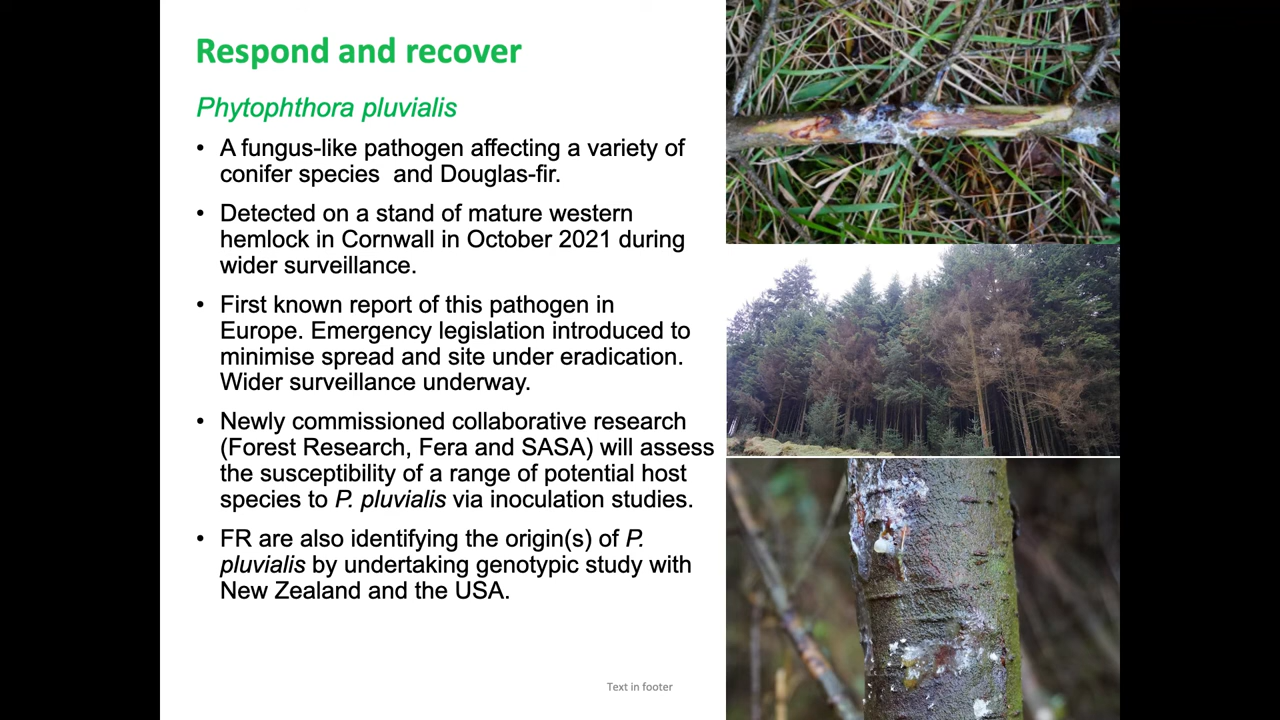 Respond and recover
Phytophthora pluvialis
• A fungus-like pathogen affecting a variety of
conifer species  and Douglas-fir.
• Detected on a stand of mature western
hemlock in Cornwall in October 2021 during
wider surveillance.
• First known report of this pathogen in
Europe. Emergency legislation introduced to
minimise spread and site under eradication.
Wider surveillance underway.
• Newly commissioned collaborative research
(Forest Research, Fera and SASA) will assess
the susceptibility of a range of potential host
species to P. pluvialis via inoculation studies.
• FR are also identifying the origin(s) of P.
pluvialis by undertaking genotypic study with
New Zealand and the USA.
Text in footer